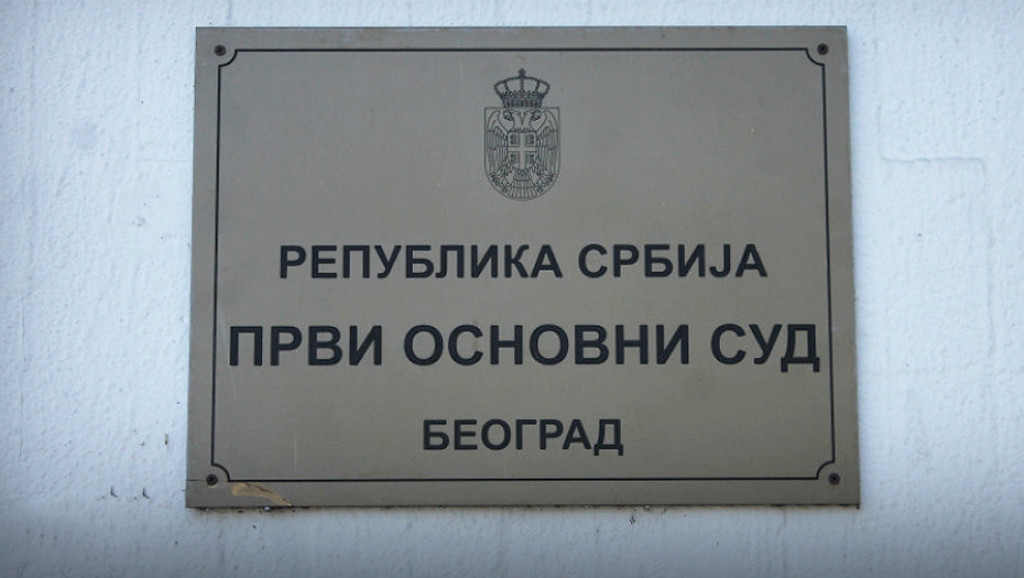 РЕПУБЛИКА СРБИЈА
ПРВИ ОСНОВНИ СУД
БЕОГРАД